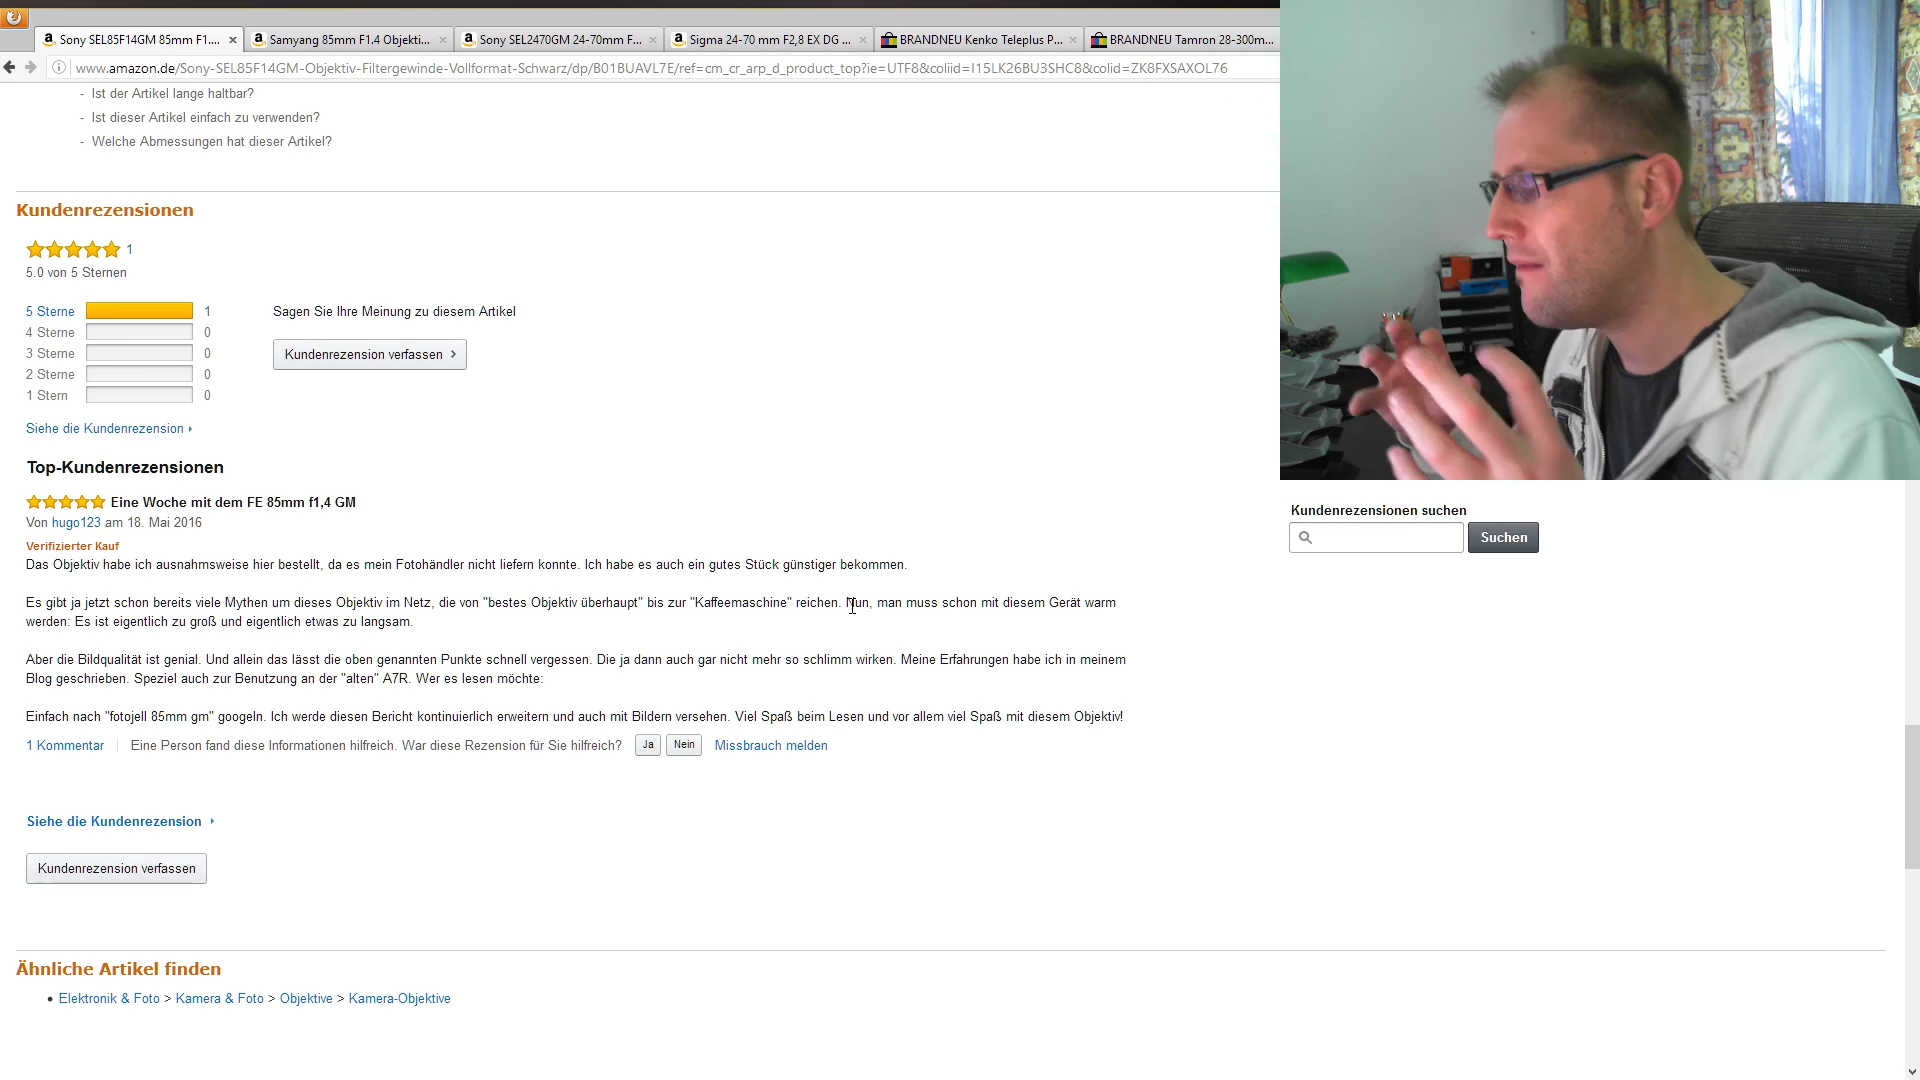 Sony SEL85F14GM 85mm F1....
Samyang 85mm F1.4 Objekti...
Sony SEL2470GM 24-70mm F...
Sigma 24-70 mm F2,8 EX DG ...
BRANDNEU Kenko Teleplus P...
BRANDNEU Tamron 28-300m...
www.amazon.de/Sony-SEL85F14GM-Objektiv-Filtergewinde-Vollformat-Schwarz/dp/B01BUAVL7E/ref=cm_cr_arp_d_product_top?ie=UTF8&coliid=I15LK26BU3SHC8&colid=ZK8FXSAXOL76
- Ist der Artikel lange haltbar?
- Ist dieser Artikel einfach zu verwenden?
- Welche Abmessungen hat dieser Artikel?
Kundenrezensionen
1
5.0 von 5 Sternen
5 Sterne 1
4 Sterne 0
3 Sterne 0
2 Sterne 0
1 Stern 0
Sagen Sie Ihre Meinung zu diesem Artikel
Kundenrezension verfassen
Siehe die Kundenrezension
Top-Kundenrezensionen
Eine Woche mit dem FE 85mm f1,4 GM
Von hugo123 am 18. Mai 2016
Verifizierter Kauf
Das Objektiv habe ich ausnahmsweise hier bestellt, da es mein Fotohändler nicht liefern konnte. Ich habe es auch ein gutes Stück günstiger bekommen.
Es gibt ja jetzt schon bereits viele Mythen um dieses Objektiv im Netz, die von "bestes Objektiv überhaupt" bis zur "Kaffeemaschine" reichen. Nun, man muss schon mit diesem Gerät warm
werden: Es ist eigentlich zu groß und eigentlich etwas zu langsam.
Aber die Bildqualität ist genial. Und allein das lässt die oben genannten Punkte schnell vergessen. Die ja dann auch gar nicht mehr so schlimm wirken. Meine Erfahrungen habe ich in meinem
Blog geschrieben. Speziel auch zur Benutzung an der "alten" A7R. Wer es lesen möchte:
Einfach nach "fotojell 85mm gm" googeln. Ich werde diesen Bericht kontinuierlich erweitern und auch mit Bildern versehen. Viel Spaß beim Lesen und vor allem viel Spaß mit diesem Objektiv!
1 Kommentar Eine Person fand diese Informationen hilfreich. War diese Rezension für Sie hilfreich? Ja Nein Missbrauch melden
Siehe die Kundenrezension
Kundenrezension verfassen
Kundenrezensionen suchen
Suchen
Ähnliche Artikel finden
• Elektronik & Foto > Kamera & Foto > Objektive > Kamera-Objektive